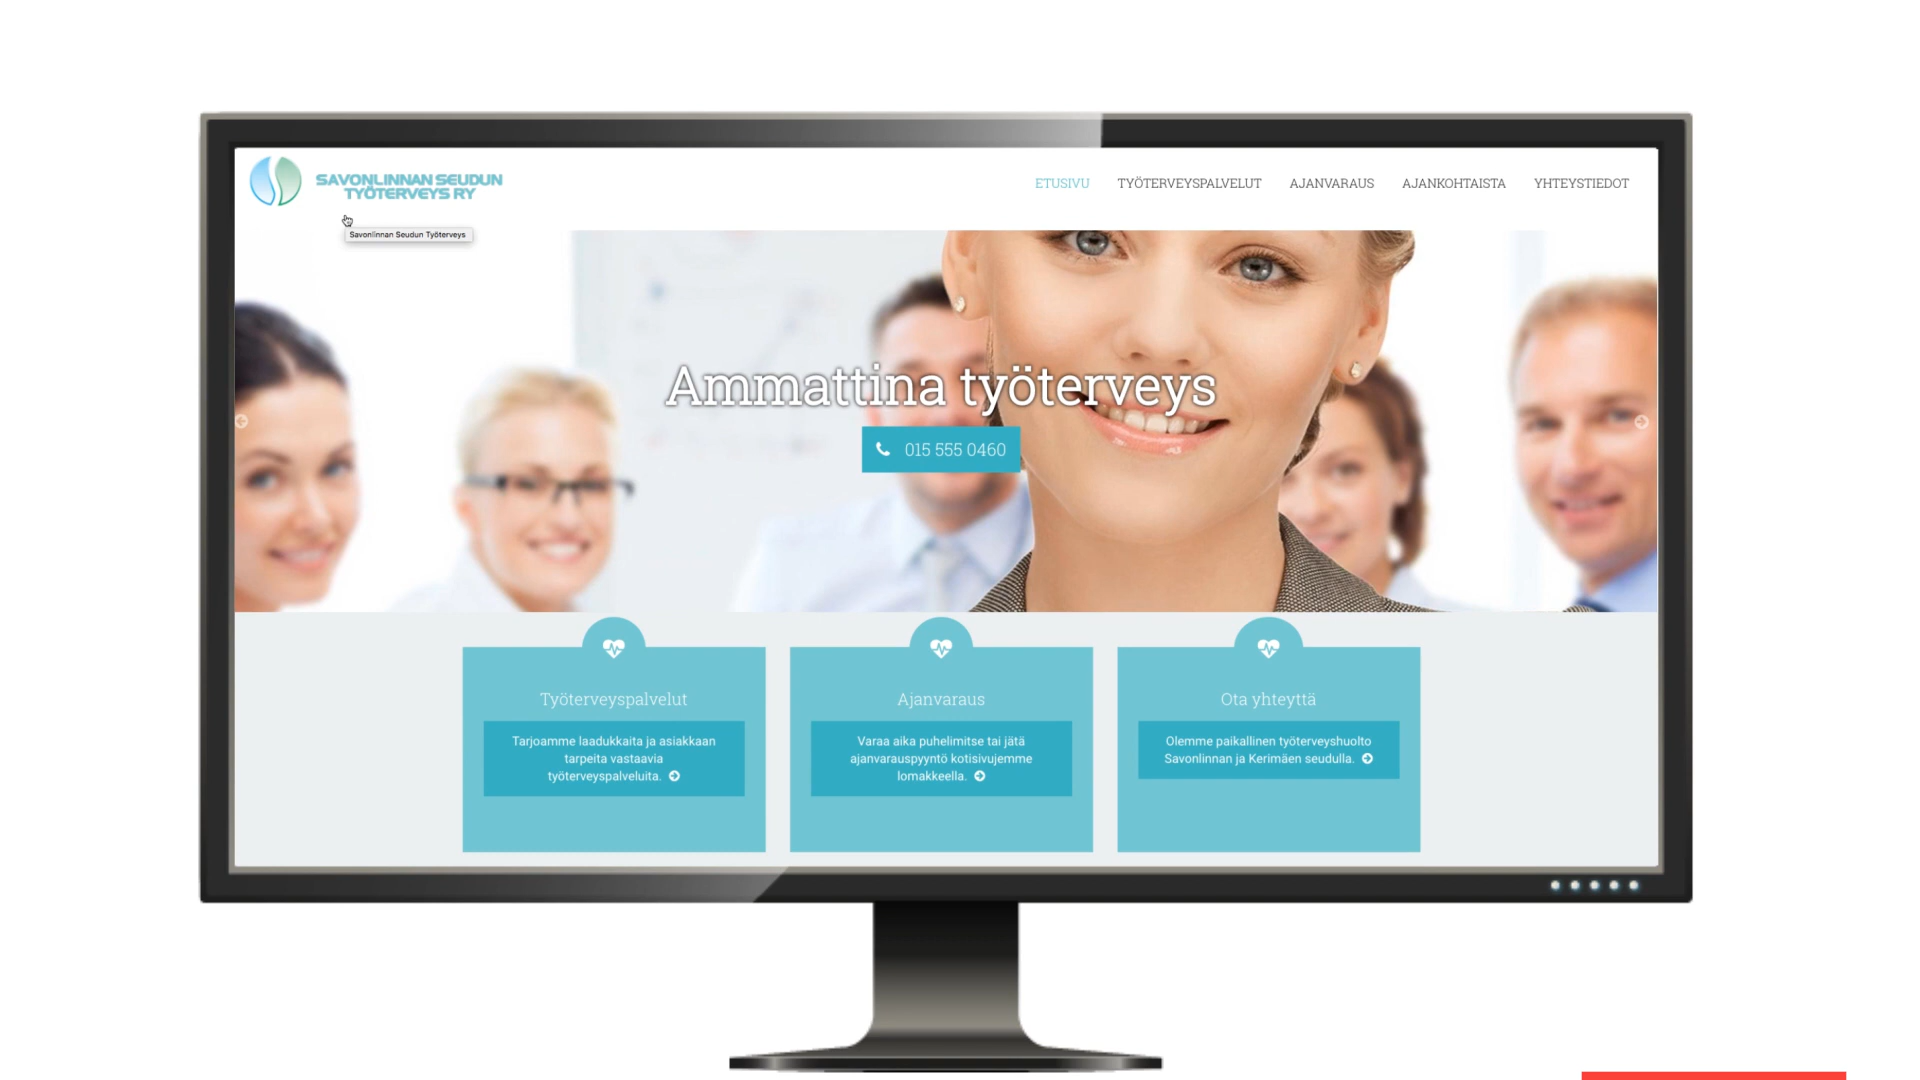 SAVONLINNAN SEUDUN
TYÖTERVEYS RY
ETUSIVU TYÖTERVEYSPALVELUT AJANVARAUS AJANKOHTAISTA YHTEYSTIEDOT
Savonlinnan Seudun Työterveys
Ammattina työterveys
015 555 0460
Työterveyspalvelut
Tarjoamme laadukkaita ja asiakkaan
tarpeita vastaavia
työterveyspalveluita.
Ajanvaraus
Varaa aika puhelimitse tai jätä
ajanvarauspyyntö kotisivujemme
lomakkeella.
Ota yhteyttä
Olemme paikallinen työterveyshuolto
Savonlinnan ja Kerimäen seudulla.